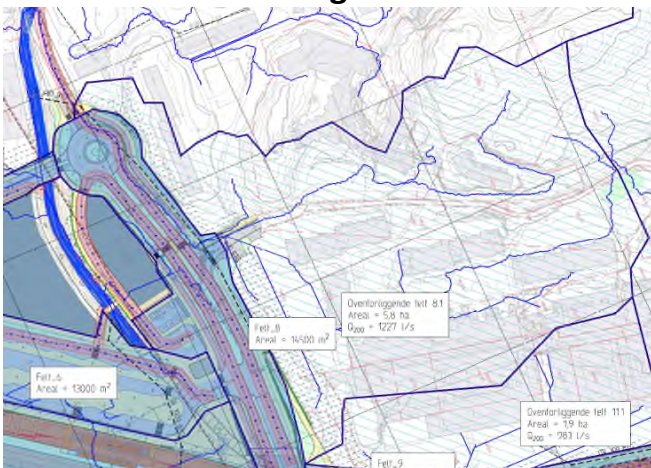 Ovenforliggende felt 8.1
Areal = 5,8 ha
Q200 = 1227 l/s
Felt_8
Areal = 14500 m²
Felt_6
Areal = 13000 m²
Ovenforliggende felt 11.1
Areal = 1,9 ha
Q200 = 983 l/s
Felt_9